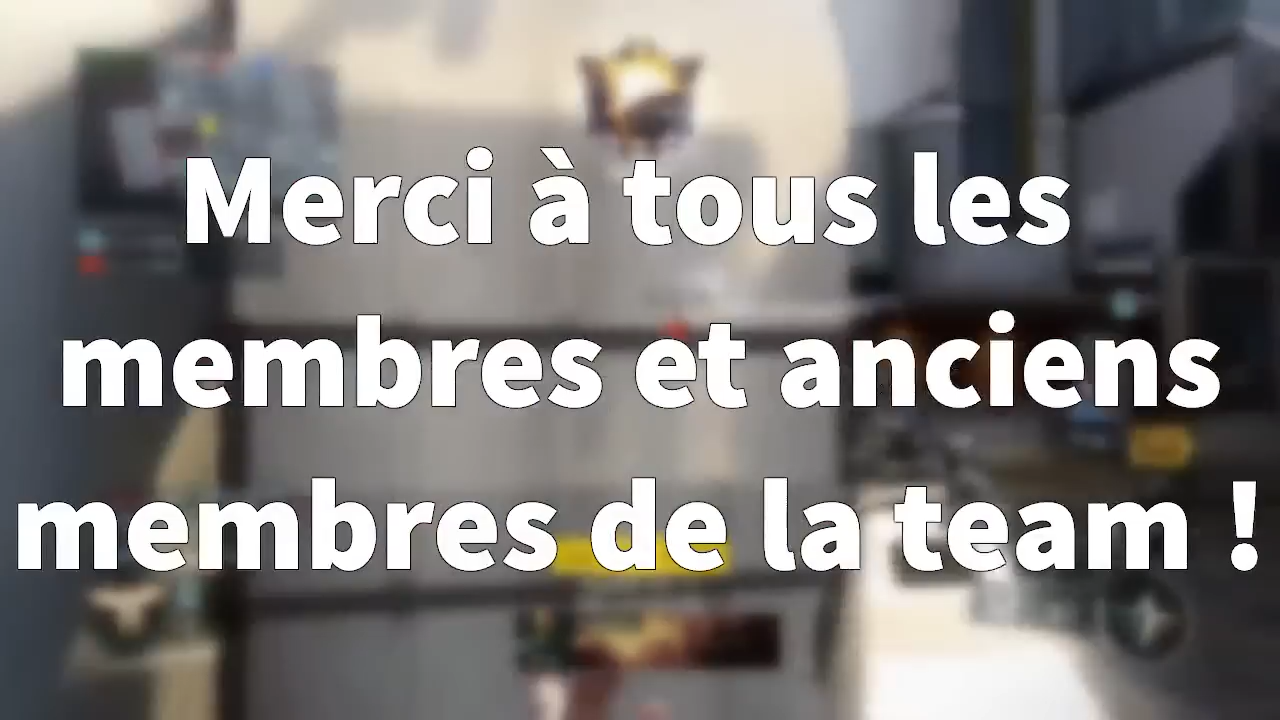 Merci à tous les
membres et anciens
membres de la team !